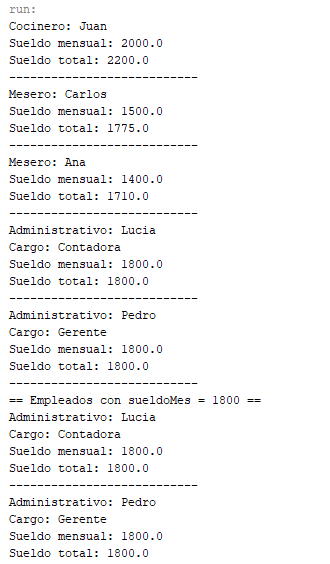 run:
Cocinero: Juan
Sueldo mensual: 2000.0
Sueldo total: 2200.0
---------------------------
Mesero: Carlos
Sueldo mensual: 1500.0
Sueldo total: 1775.0
---------------------------
Mesero: Ana
Sueldo mensual: 1400.0
Sueldo total: 1710.0
---------------------------
Administrativo: Lucia
Cargo: Contadora
Sueldo mensual: 1800.0
Sueldo total: 1800.0
---------------------------
Administrativo: Pedro
Cargo: Gerente
Sueldo mensual: 1800.0
Sueldo total: 1800.0
---------------------------
== Empleados con sueldoMes = 1800 ==
Administrativo: Lucia
Cargo: Contadora
Sueldo mensual: 1800.0
Sueldo total: 1800.0
---------------------------
Administrativo: Pedro
Cargo: Gerente
Sueldo mensual: 1800.0
Sueldo total: 1800.0